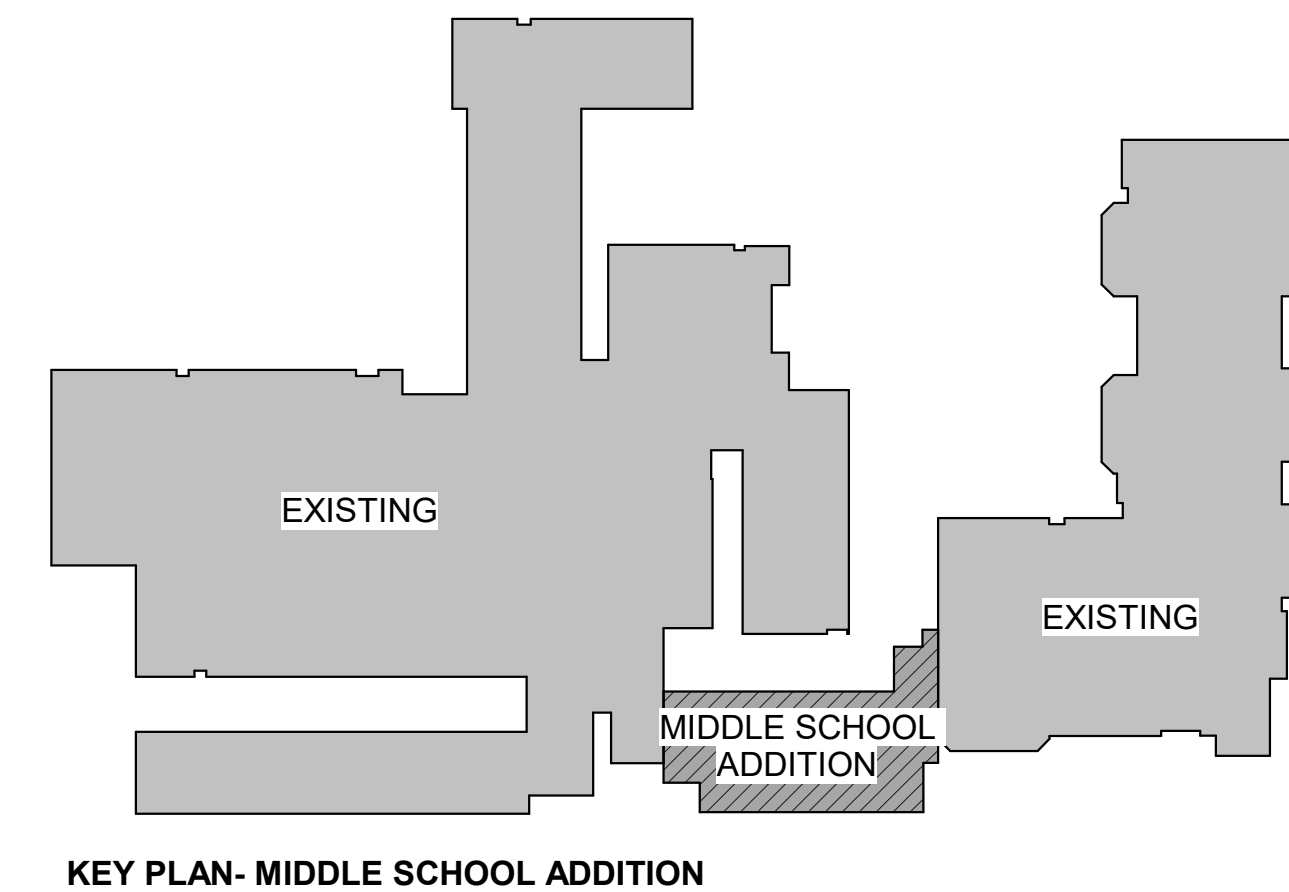 EXISTING
EXISTING
MIDDLE SCHOOL
ADDITION
KEY PLAN- MIDDLE SCHOOL ADDITION